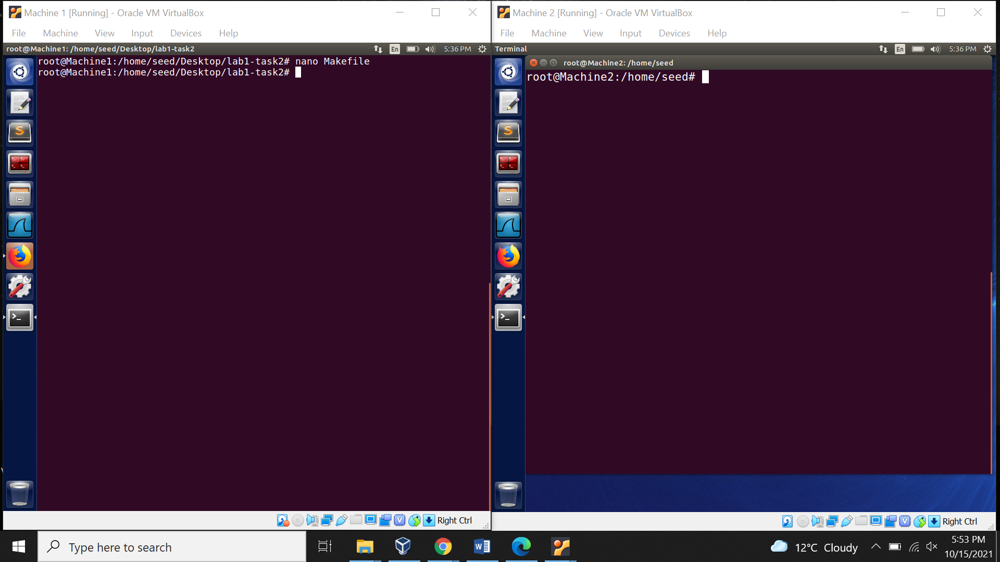 Machine 1 [Running] - Oracle VM VirtualBox
File Machine View Input Devices Help
root@Machine1: /home/seed/Desktop/lab1-task2 En 5:36 PM
root@Machine1:/home/seed/Desktop/lab1-task2# nano Makefile
root@Machine1:/home/seed/Desktop/lab1-task2#
Right Ctrl
Machine 2 [Running] - Oracle VM VirtualBox
File Machine View Input Devices Help
Terminal En 5:36 PM
root@Machine2: /home/seed
root@Machine2:/home/seed#
Right Ctrl
Type here to search
12°C Cloudy
5:53 PM
10/15/2021